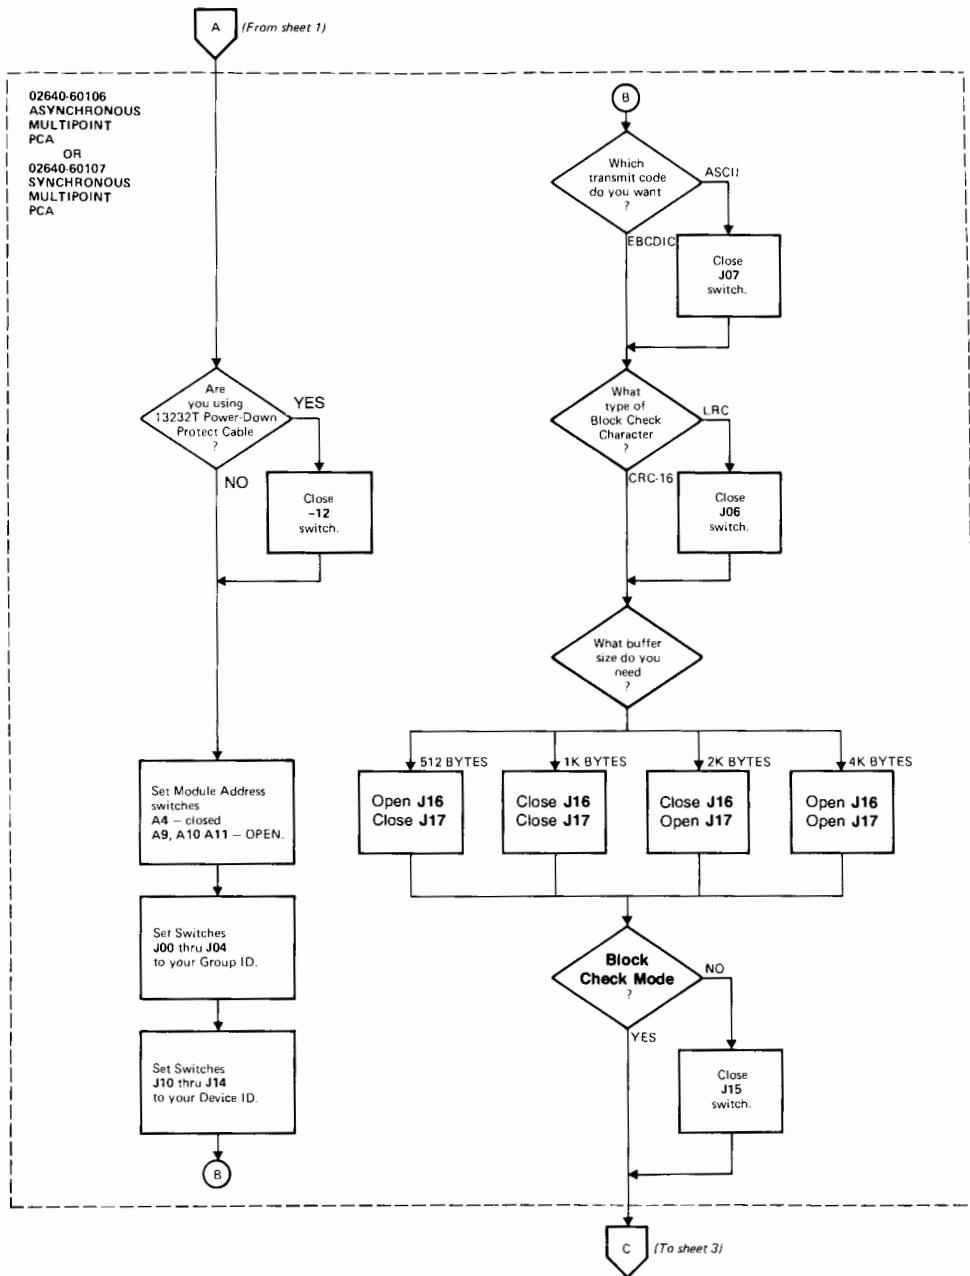 A
(From sheet 1)
02640-60106
ASYNCHRONOUS
MULTIPOINT
PCA
OR
02640-60107
SYNCHRONOUS
MULTIPOINT
PCA
Are
you using
13232T Power-Down
Protect Cable
?
YES
NO
Close
-12
switch.
Set Module Address
switches
A4 – closed
A9, A10 A11 – OPEN.
Set Switches
J00 thru J04
to your Group ID.
Set Switches
J10 thru J14
to your Device ID.
B
B
Which
transmit code
do you want
?
ASCII
EBCDIC
Close
J07
switch.
What
type of
Block Check
Character
?
LRC
CRC-16
Close
J06
switch.
What buffer
size do you
need
?
512 BYTES
1K BYTES
2K BYTES
4K BYTES
Open J16
Close J17
Close J16
Close J17
Close J16
Open J17
Open J16
Open J17
Block
Check Mode
?
NO
YES
Close
J15
switch.
C
(To sheet 3)